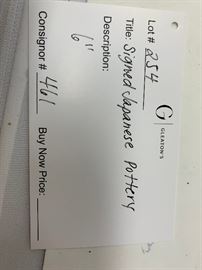 Lot # 254
G
GLEATON'S
Title: Signed Japanese Pottery
Description:
6"
Consignor # 461
Buy Now Price: